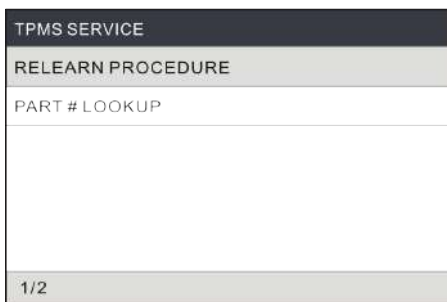 TPMS SERVICE
RELEARN PROCEDURE
PART # LOOKUP
1/2